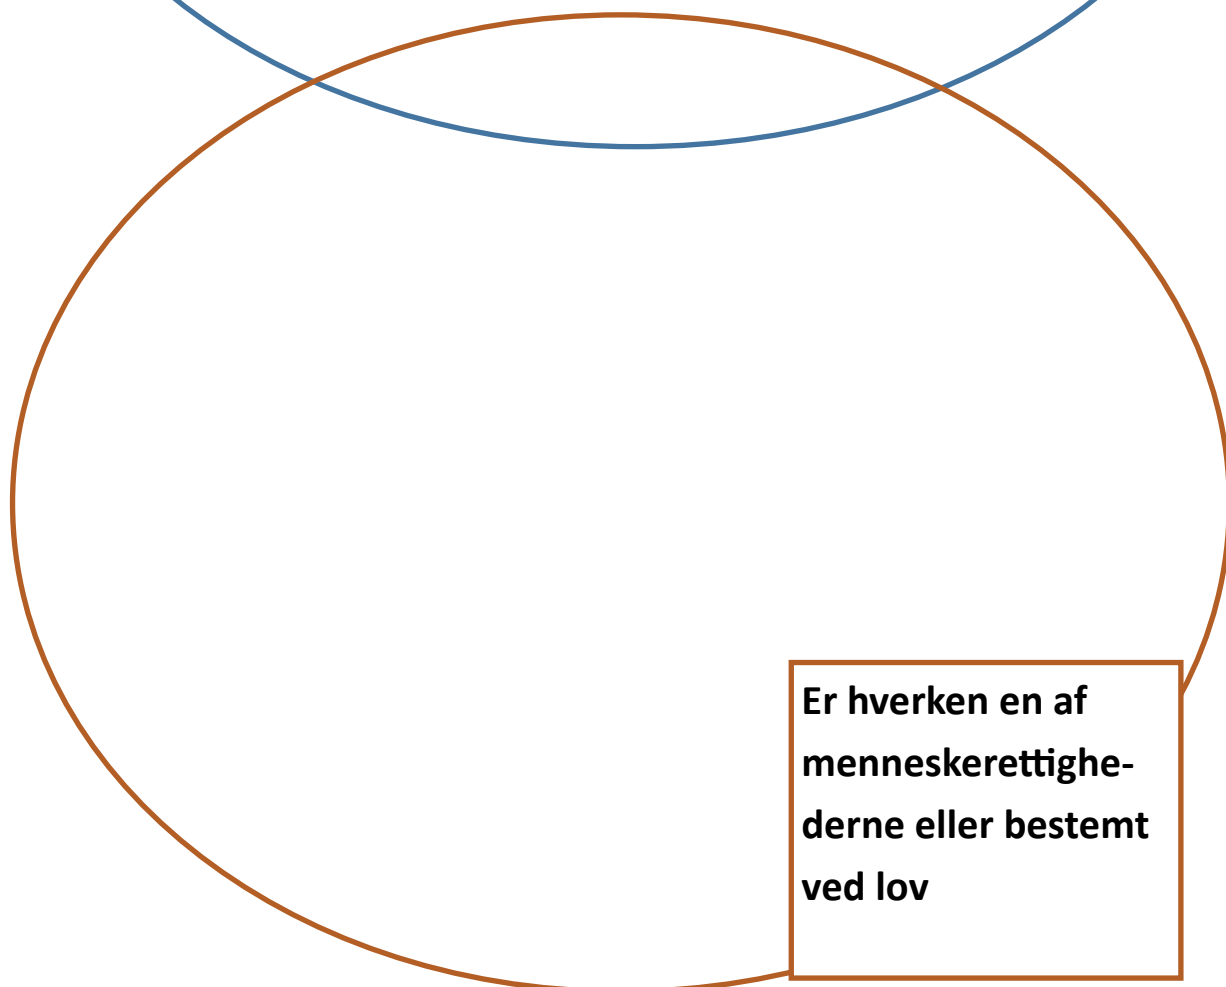 Er hverken en af
menneskerettighe-
derne eller bestemt
ved lov